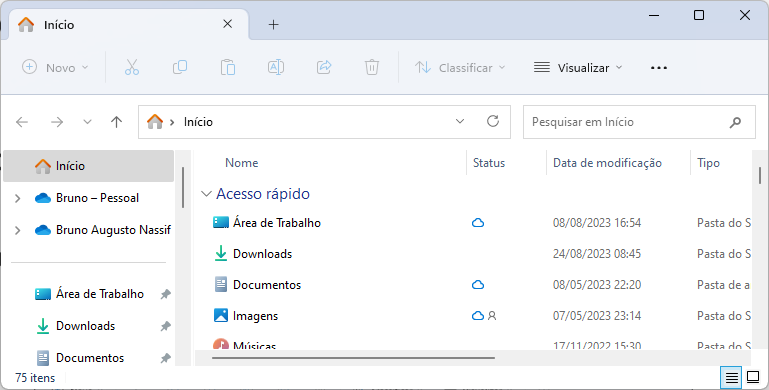 Início
Novo Classificar Visualizar
Início Pesquisar em Início
Início
Bruno – Pessoal
Bruno Augusto Nassif
Área de Trabalho
Downloads
Documentos
Nome Status Data de modificação Tipo
Acesso rápido
Área de Trabalho 08/08/2023 16:54 Pasta do S
Downloads 24/08/2023 08:45 Pasta do S
Documentos 08/05/2023 22:20 Pasta de a
Imagens 07/05/2023 23:14 Pasta do S
Músicas 17/11/2022 15:30 Pasta do S
75 itens